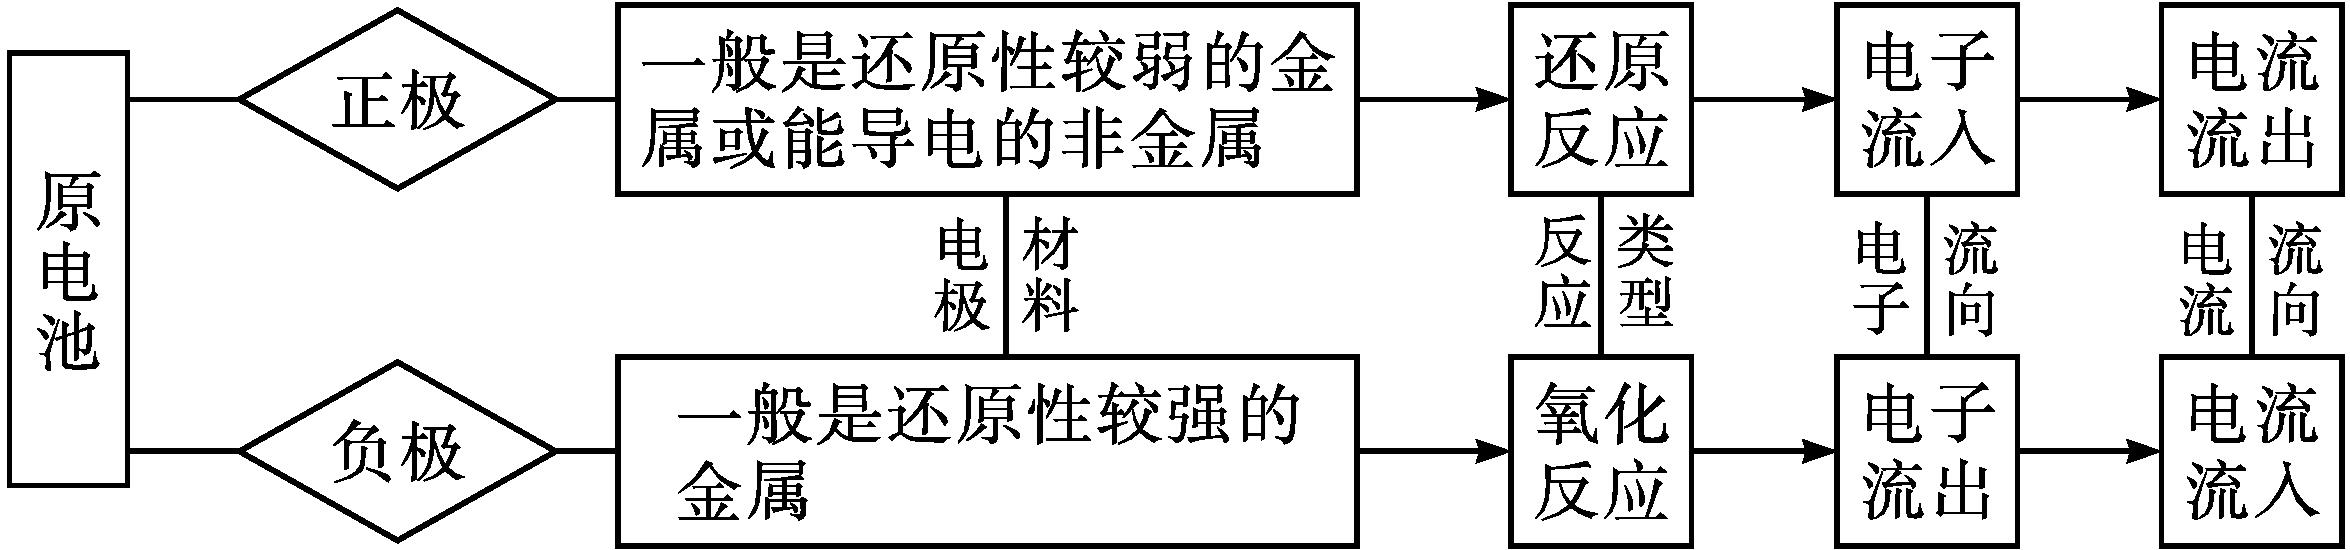 原电池
正极
一般是还原性较弱的金
属或能导电的非金属
还原
反应
电子
流入
电流
流出
电极
材料
反应
类型
电子
流向
电流
流向
负极
一般是还原性较强的
金属
氧化
反应
电子
流出
电流
流入